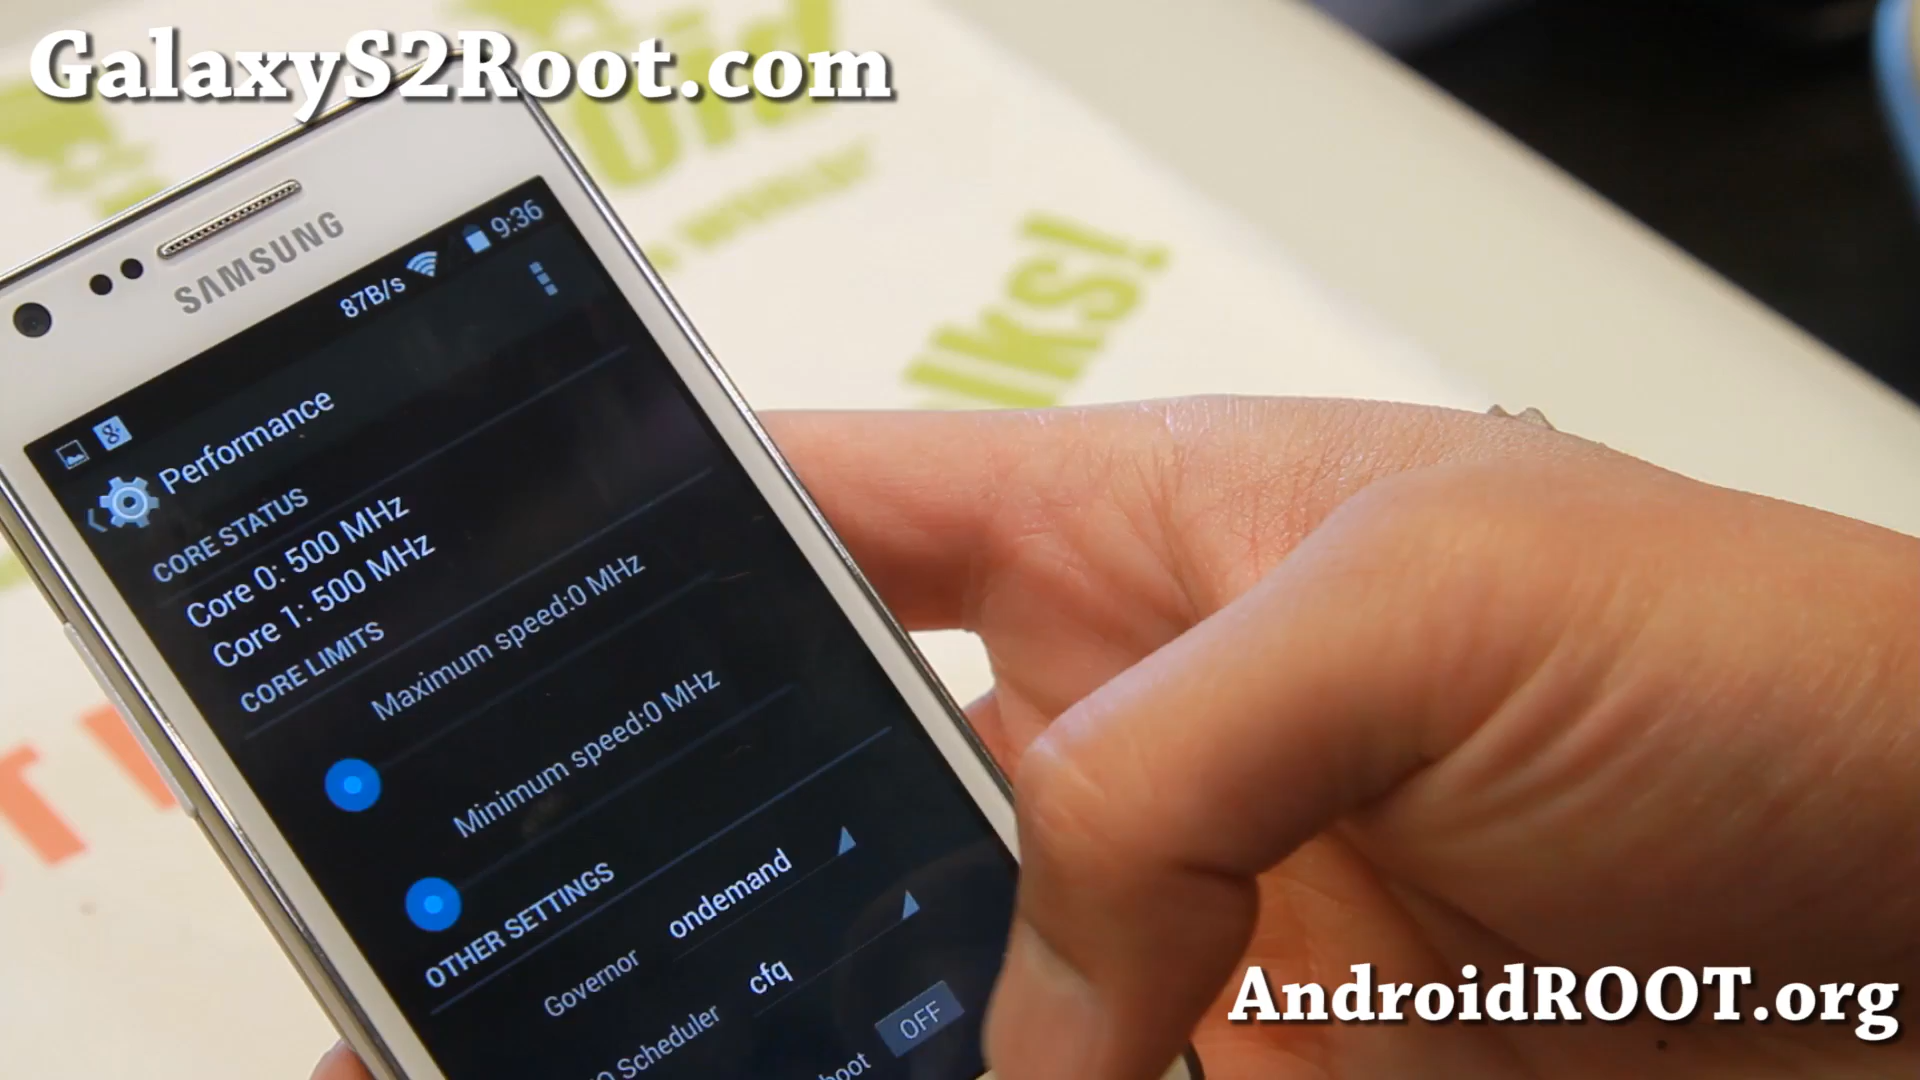 GalaxyS2Root.com
SAMSUNG
87B/s 9:36
Performance
CORE STATUS
Core 0: 500 MHz
Core 1: 500 MHz
CORE LIMITS
Maximum speed:0 MHz
Minimum speed:0 MHz
OTHER SETTINGS
Governor ondemand
Scheduler cfq
OFF
lks!
AndroidROOT.org